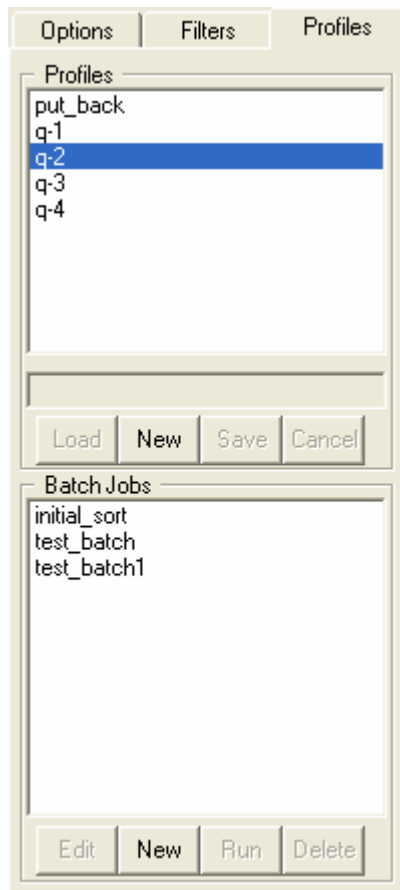 Options Filters Profiles
Profiles
put_back
q-1
q-2
q-3
q-4
Load New Save Cancel
Batch Jobs
initial_sort
test_batch
test_batch1
Edit New Run Delete